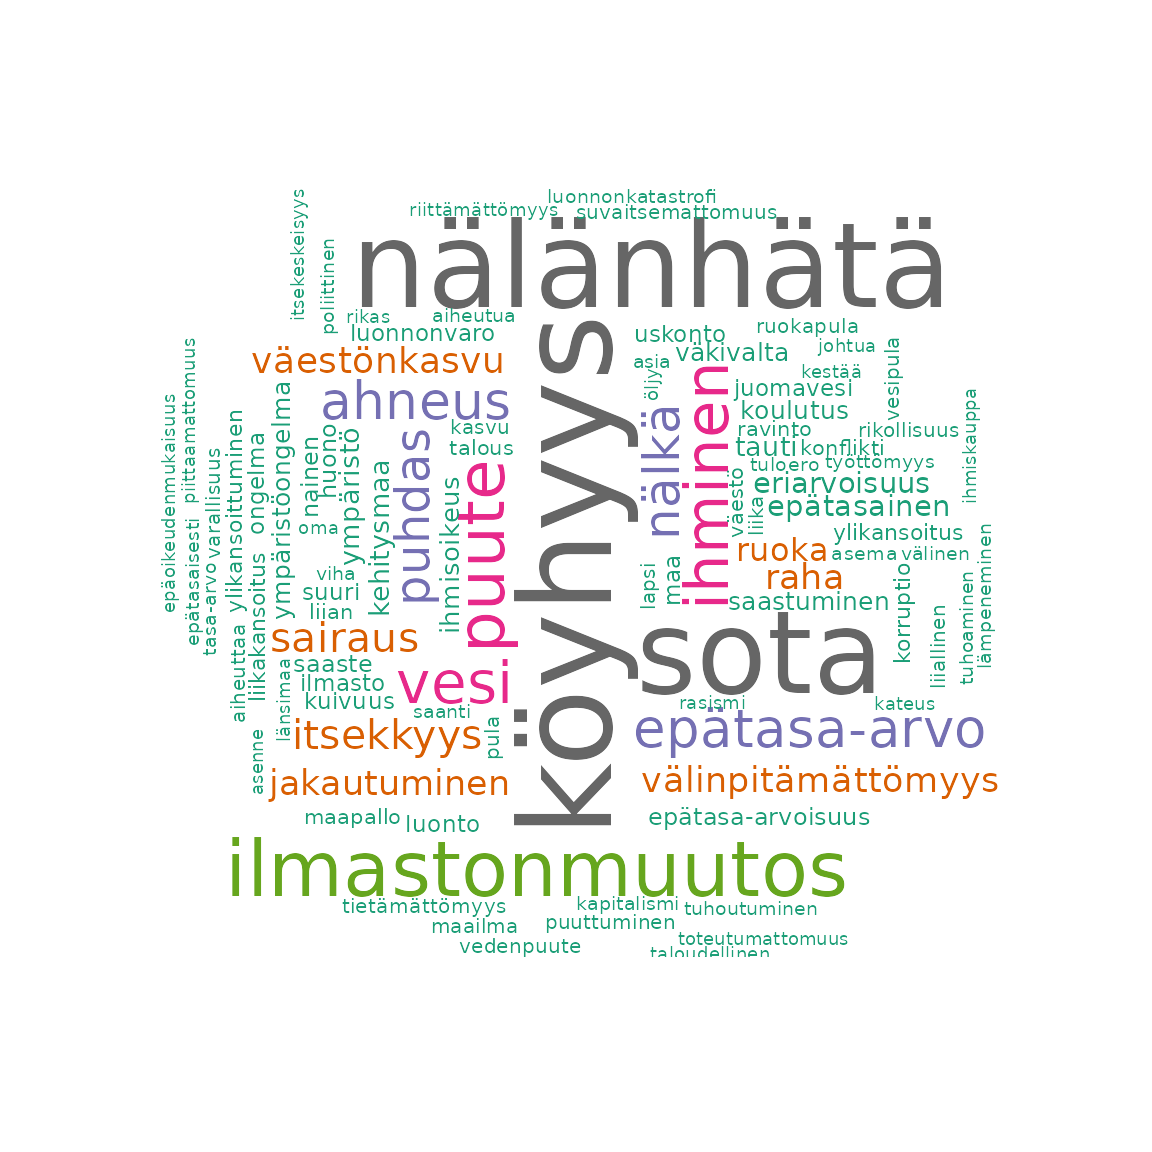 luonnonkatastrofi
riittämättömyys
suvaitsemattomuus
itsekeskeisyys
poliittinen
nälänhätä
rikas
aiheutua
luonnonvaro
uskonto
ruokapula
johtua
väestönkasvu
väkivalta
asia
kestää
öljy
ahneus
juomavesi
vesipula
piittaamattomuus
epäoikeudenmukaisuus
koulutus
kasvu
ravinto
rikollisuus
ihmiskauppa
talous
tauti
konflikti
tuloero
työttömyys
köyhyys
nälkä
ihminen
puhdas
puute
ihmisoikeus
kehitysmaa
ympäristö
huono
nainen
ympäristöongelma
ongelma
ylikansoittuminen
varallisuus
eriarvoisuus
väestö
liika
epätasainen
oma
epätasaisesti
ylikansoitus
ruoka
asema
välinen
viha
raha
lapsi
maa
suuri
saastuminen
liian
tasa-arvo
liikakansoitus
korruptio
liiallinen
tuhoaminen
lämpeneminen
sairaus
sota
aiheuttaa
länsimaa
saaste
ilmasto
vesi
kuivuus
saanti
rasismi
kateus
itsekkyys
pula
epätasa-arvo
asenne
jakautuminen
välinpitämättömyys
maapallo
luonto
epätasa-arvoisuus
ilmastonmuutos
tietämättömyys
kapitalismi
tuhoutuminen
maailma
puuttuminen
vedenpuute
toteutumattomuus
taloudellinen